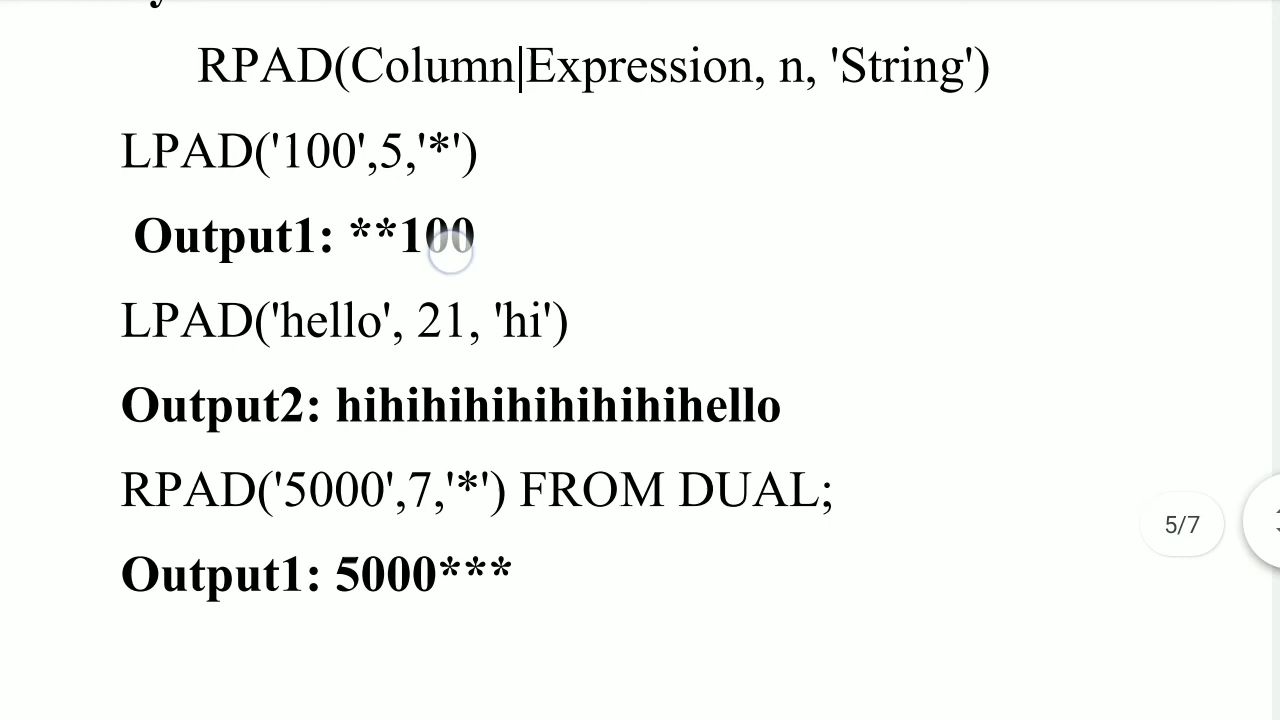 RPAD(Column|Expression, n, 'String')
LPAD('100',5,'*')
Output1: **100
LPAD('hello', 21, 'hi')
Output2: hihihihihihihihihello
RPAD('5000',7,'*') FROM DUAL;
5/7
Output1: 5000***